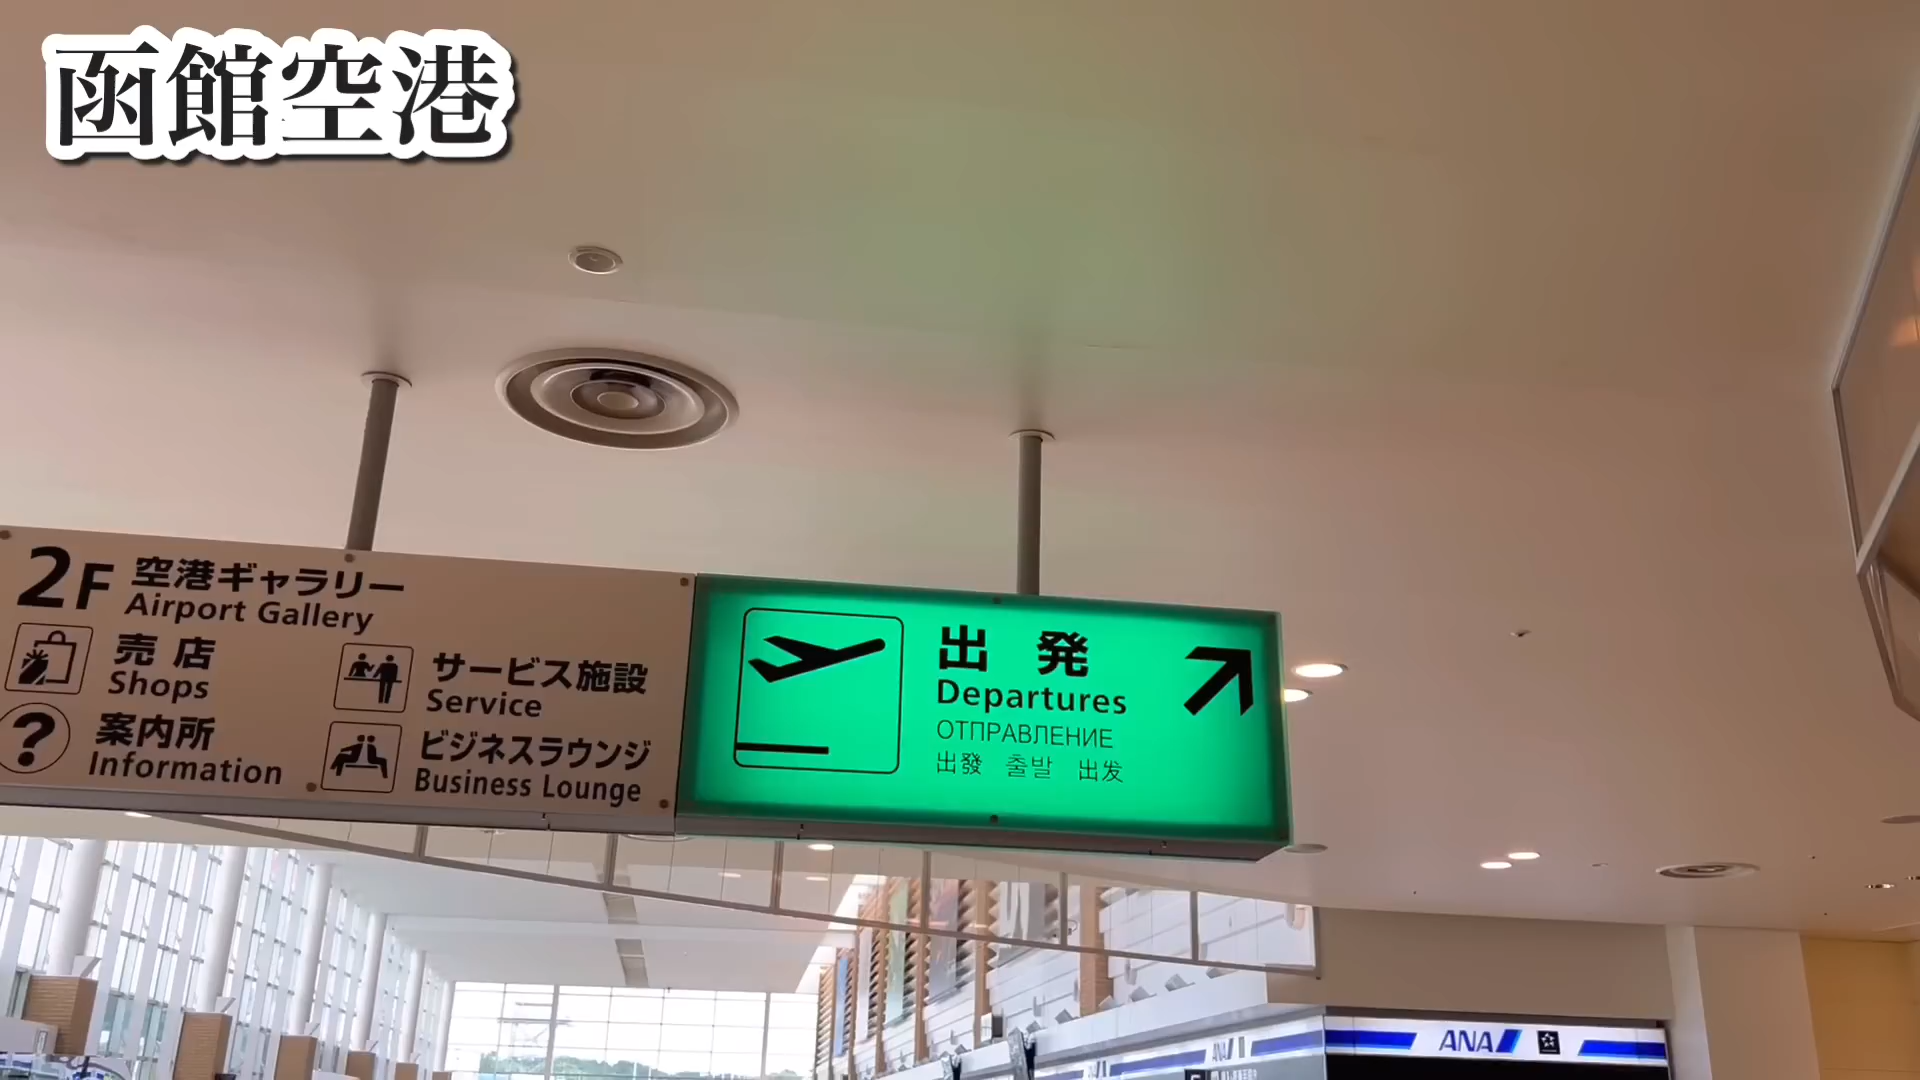 函館空港
2F 空港ギャラリー
Airport Gallery
売店
Shops
サービス施設
Service
案内所
Information
ビジネスラウンジ
Business Lounge
出発
Departures
ОТПРАВЛЕНИЕ
出發 출발 出发
ANA
ANA